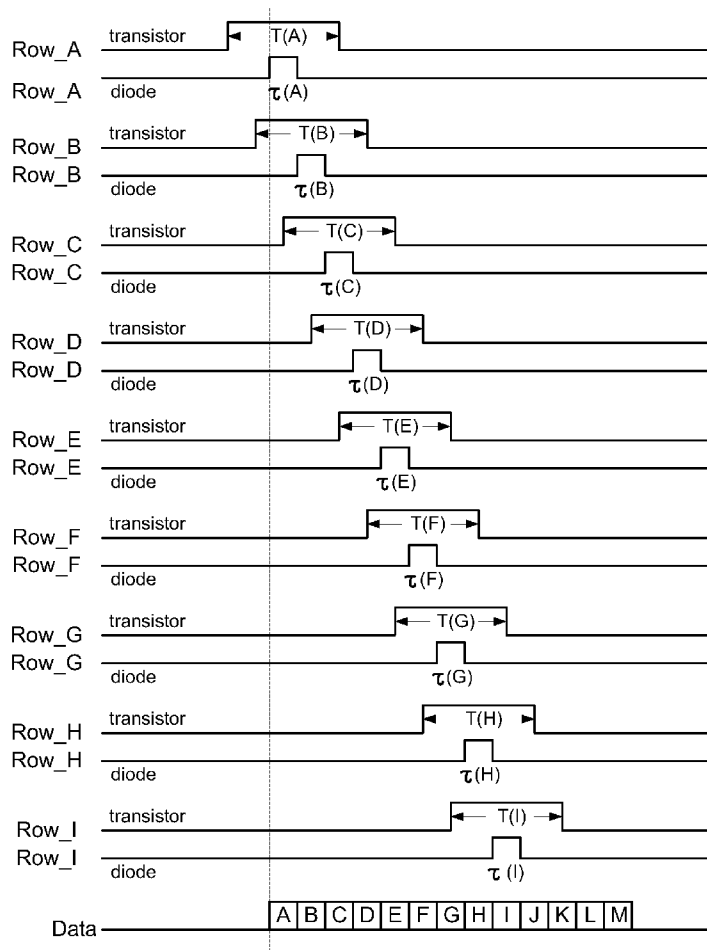 Row_A transistor T(A)
Row_A diode τ(A)
Row_B transistor T(B)
Row_B diode τ(B)
Row_C transistor T(C)
Row_C diode τ(C)
Row_D transistor T(D)
Row_D diode τ(D)
Row_E transistor T(E)
Row_E diode τ(E)
Row_F transistor T(F)
Row_F diode τ(F)
Row_G transistor T(G)
Row_G diode τ(G)
Row_H transistor T(H)
Row_H diode τ(H)
Row_I transistor T(I)
Row_I diode τ (I)
Data A B C D E F G H I J K L M